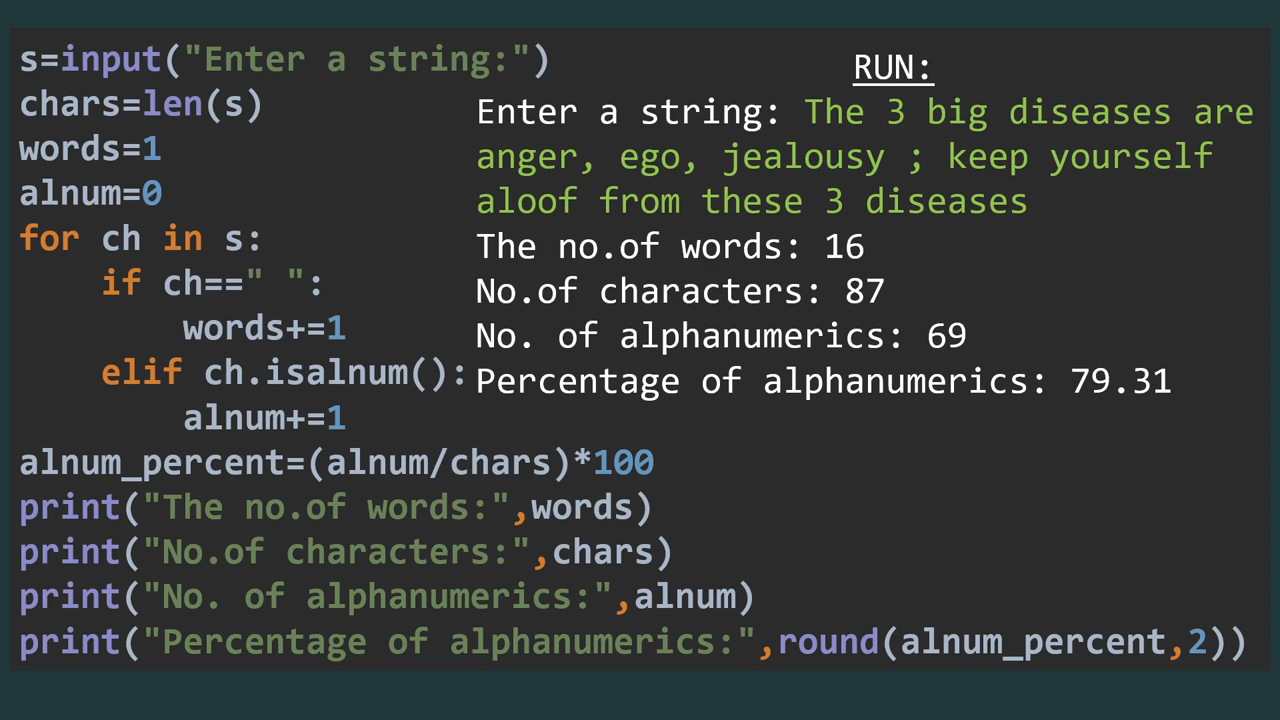 s=input("Enter a string:")
chars=len(s)
words=1
alnum=0
for ch in s:
    if ch==" ":
        words+=1
    elif ch.isalnum():
        alnum+=1
alnum_percent=(alnum/chars)*100
print("The no.of words:",words)
print("No.of characters:",chars)
print("No. of alphanumerics:",alnum)
print("Percentage of alphanumerics:",round(alnum_percent,2))
RUN:
Enter a string: The 3 big diseases are
anger, ego, jealousy ; keep yourself
aloof from these 3 diseases
The no.of words: 16
No.of characters: 87
No. of alphanumerics: 69
Percentage of alphanumerics: 79.31